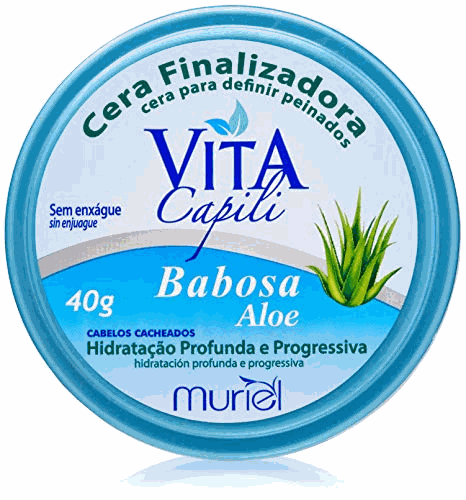 Cera Finalizadora
cera para definir peinados
VITA
Capili
Sem enxágue
sin enjuague
Babosa
Aloe
40g
CABELOS CACHEADOS
Hidratação Profunda e Progressiva
hidratación profunda e progressiva
muriel